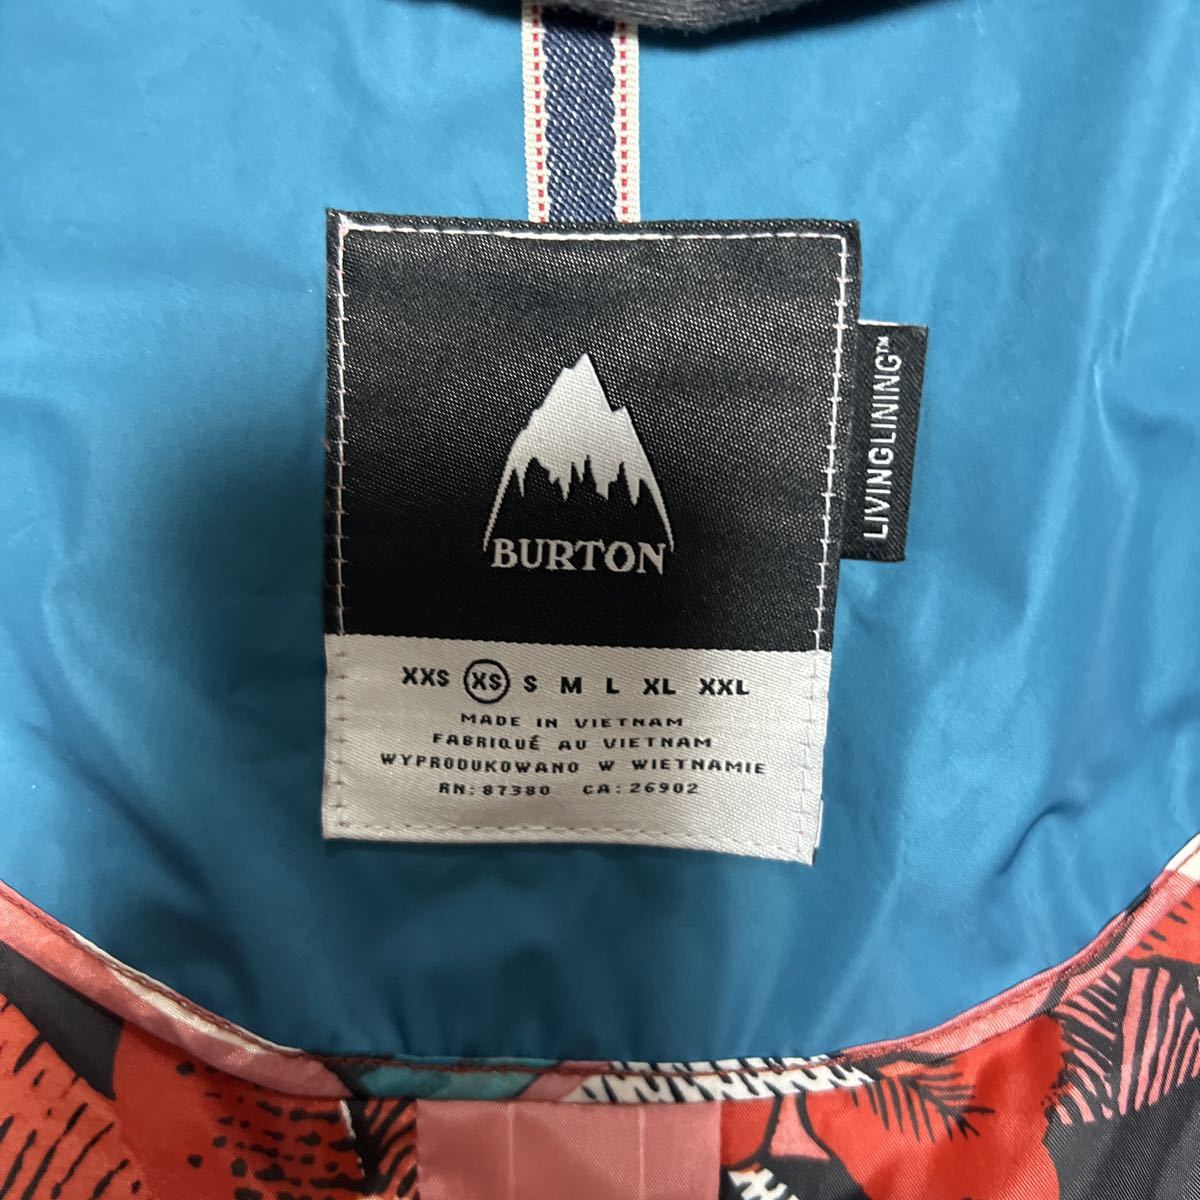 BURTON
LIVINGLINING™
XXS XS S M L XL XXL
MADE IN VIETNAM
FABRIQUÉ AU VIETNAM
WYPRODUKOWANO W WIETNAMIE
RN: 87380 CA: 26902